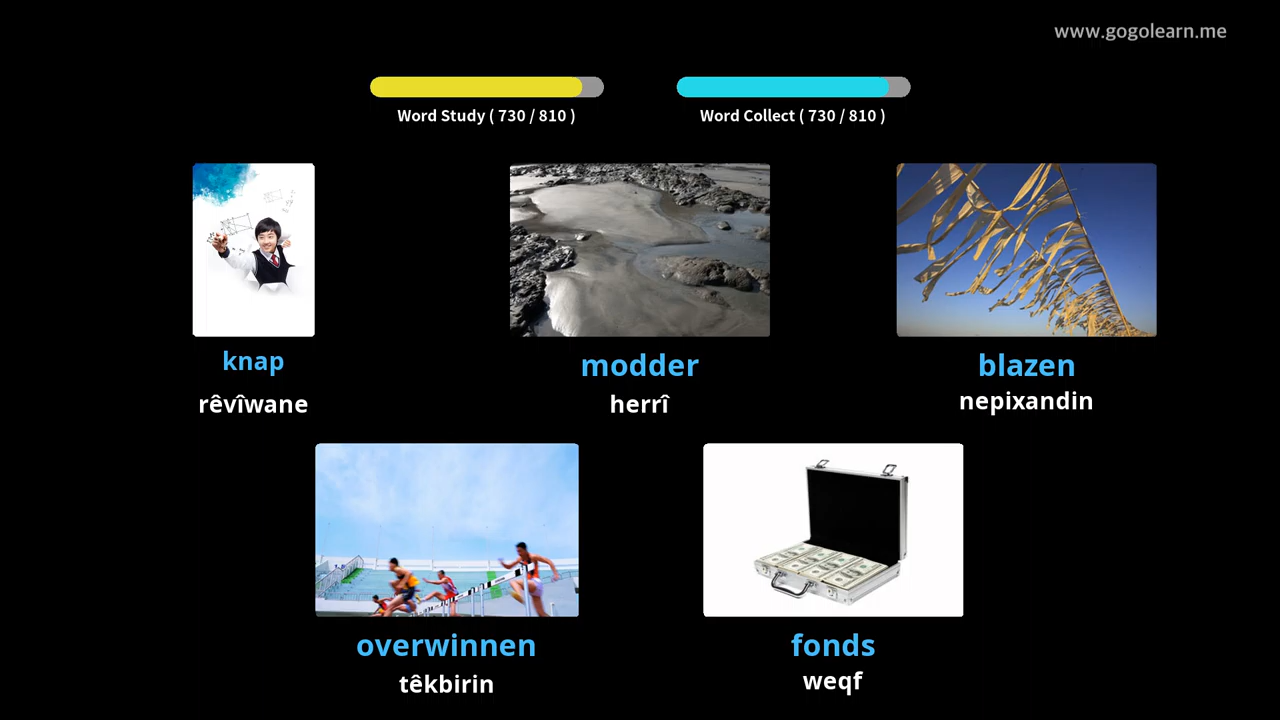 www.gogolearn.me
Word Study ( 730 / 810 )
Word Collect ( 730 / 810 )
knap
rêvîwane
modder
herrî
blazen
nepixandin
overwinnen
têkbirin
fonds
weqf